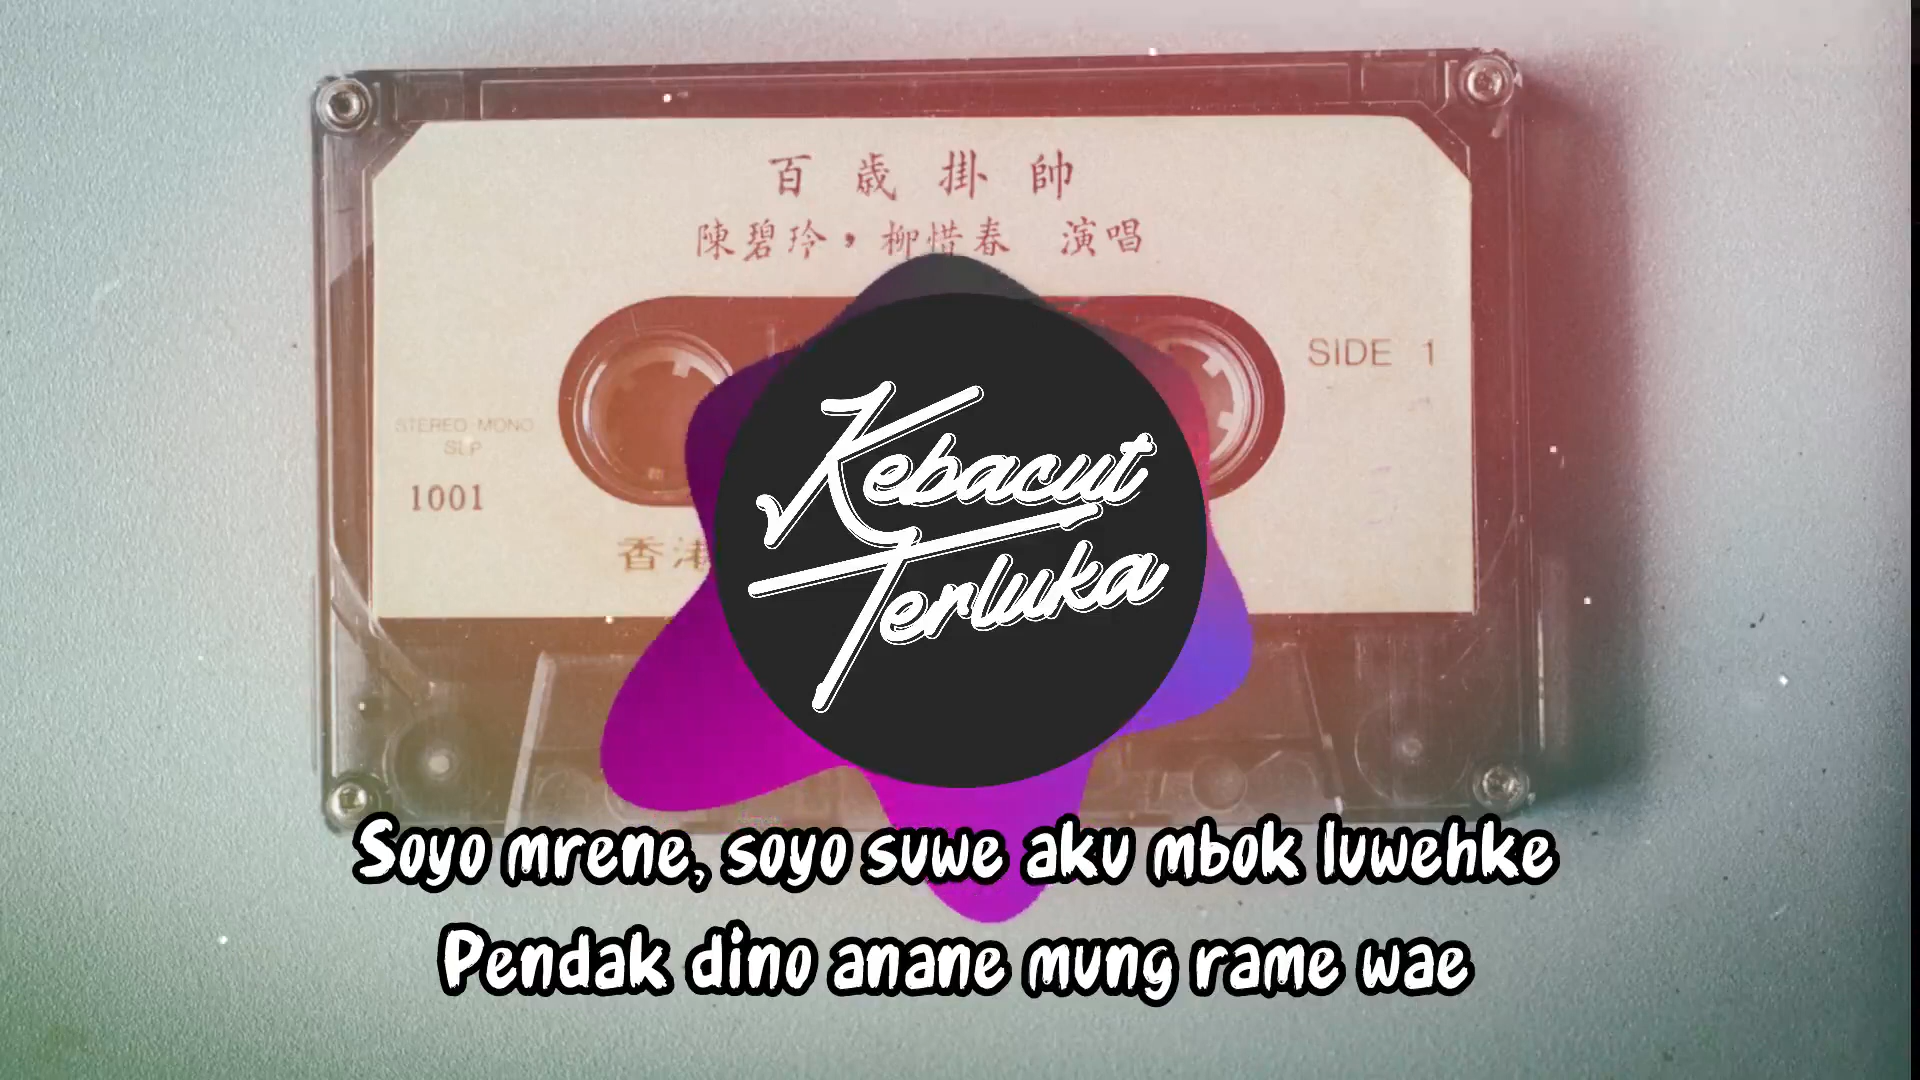 百歲掛帥
陳碧玲，柳惜春 演唱
SIDE 1
STEREO MONO
SLP
1001
香港
Kebacut
Terluka
Soyo mrene, soyo suwe aku mbok luwehke
Pendak dino anane mung rame wae